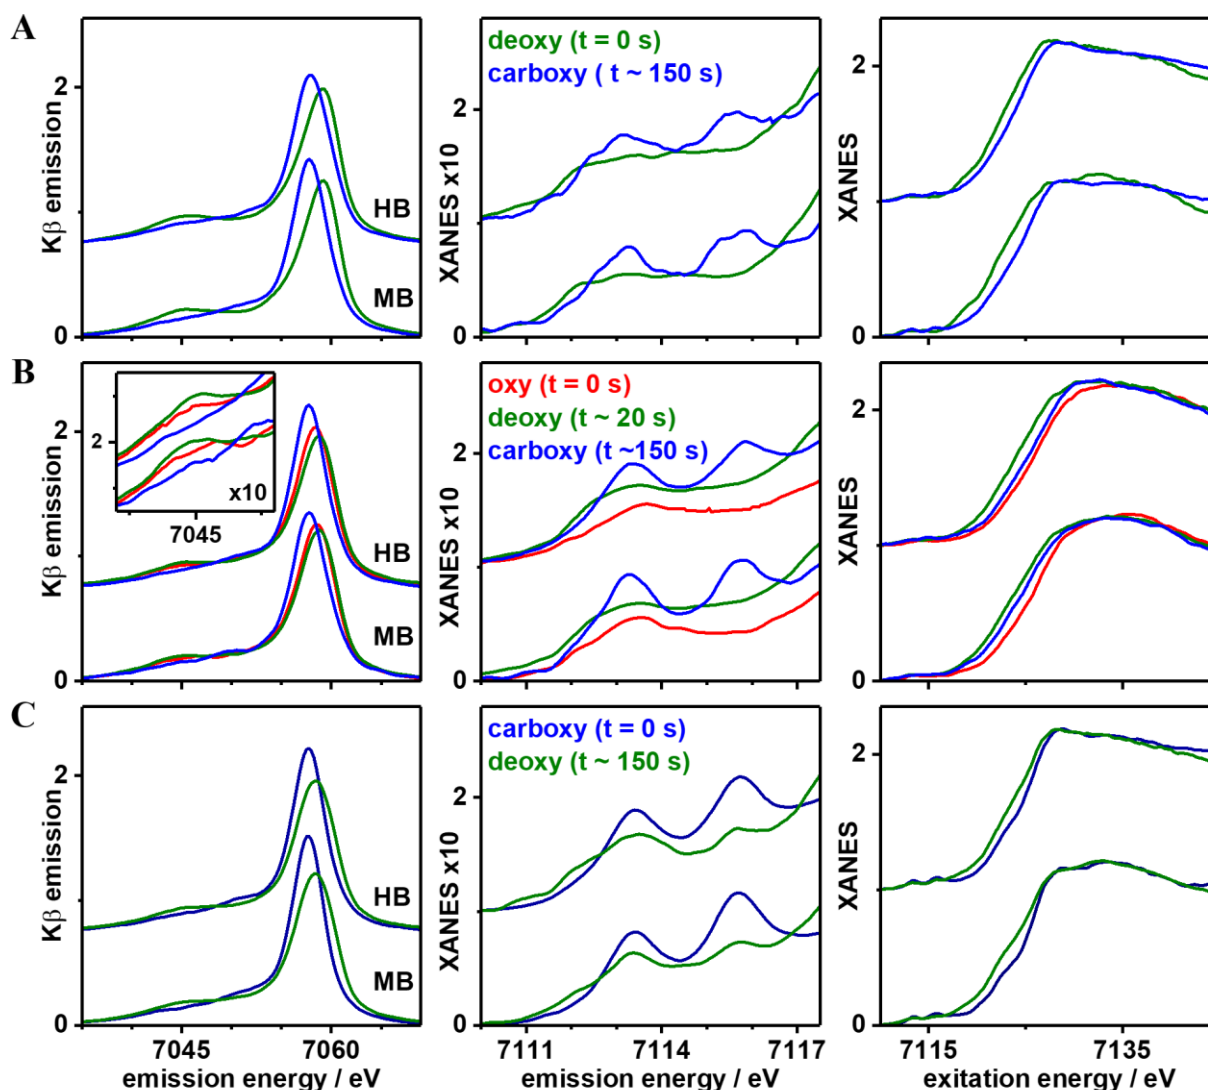 A
Kβ emission
2
0
HB
MB
XANES x10
2
0
deoxy (t = 0 s)
carboxy ( t ~ 150 s)
XANES
2
0
B
Kβ emission
2
0
2
7045
x10
HB
MB
XANES x10
2
0
oxy (t = 0 s)
deoxy (t ~ 20 s)
carboxy (t ~150 s)
XANES
2
0
C
Kβ emission
2
0
HB
MB
7045 7060
emission energy / eV
XANES x10
2
0
carboxy (t = 0 s)
deoxy (t ~ 150 s)
7111 7114 7117
emission energy / eV
XANES
2
0
7115 7135
exitation energy / eV